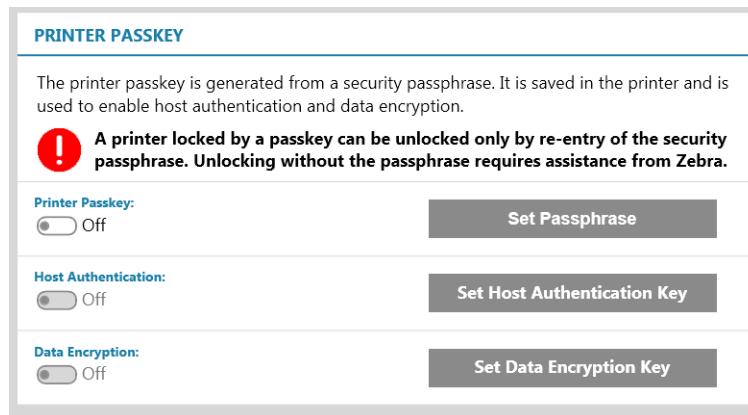 PRINTER PASSKEY
The printer passkey is generated from a security passphrase. It is saved in the printer and is
used to enable host authentication and data encryption.
A printer locked by a passkey can be unlocked only by re-entry of the security
passphrase. Unlocking without the passphrase requires assistance from Zebra.
Printer Passkey:
Off
Set Passphrase
Host Authentication:
Off
Set Host Authentication Key
Data Encryption:
Off
Set Data Encryption Key